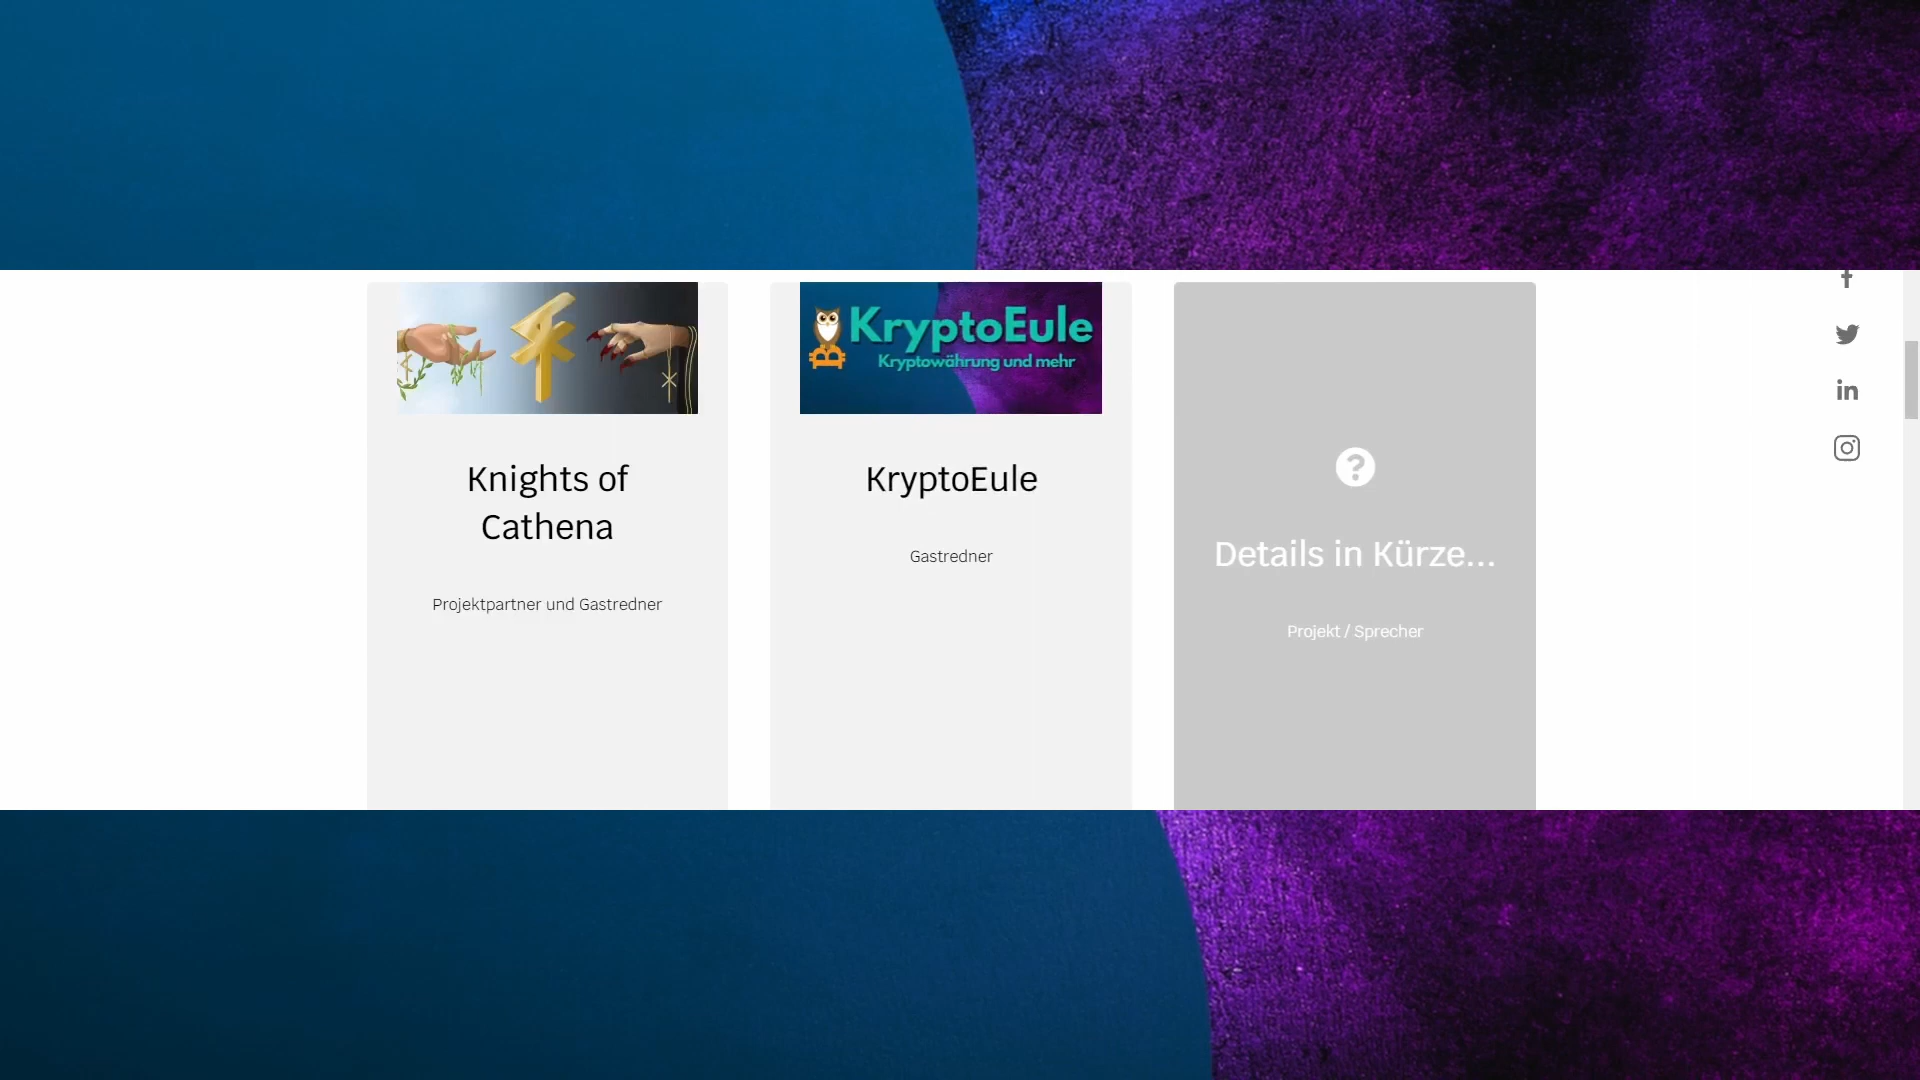 KryptoEule
Kryptowährung und mehr
Knights of
Cathena
Projektpartner und Gastredner
KryptoEule
Gastredner
Details in Kürze...
Projekt / Sprecher